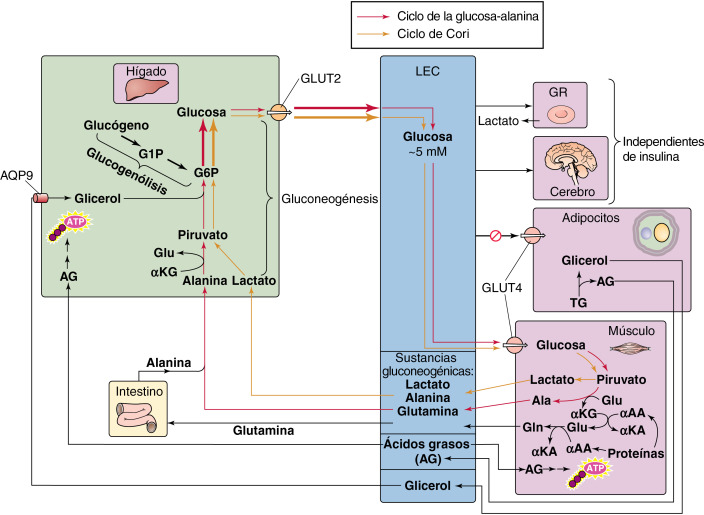 Ciclo de la glucosa-alanina
Ciclo de Cori
Hígado
GLUT2
LEC
GR
Lactato
Independientes
de insulina
Cerebro
Glucosa
~5 mM
Glucosa
Glucógeno
G1P
G6P
Glucogenólisis
Gluconeogénesis
AQP9
Glicerol
ATP
AG
Piruvato
Glu
αKG
Alanina
Lactato
Adipocitos
Glicerol
AG
TG
GLUT4
Músculo
Glucosa
Lactato
Piruvato
Ala
Glu
αKG
αAA
Gln
Glu
αKA
αKA
αAA
Proteínas
AG
ATP
Sustancias
gluconeogénicas:
Lactato
Alanina
Glutamina
Alanina
Intestino
Glutamina
Ácidos grasos
(AG)
Glicerol